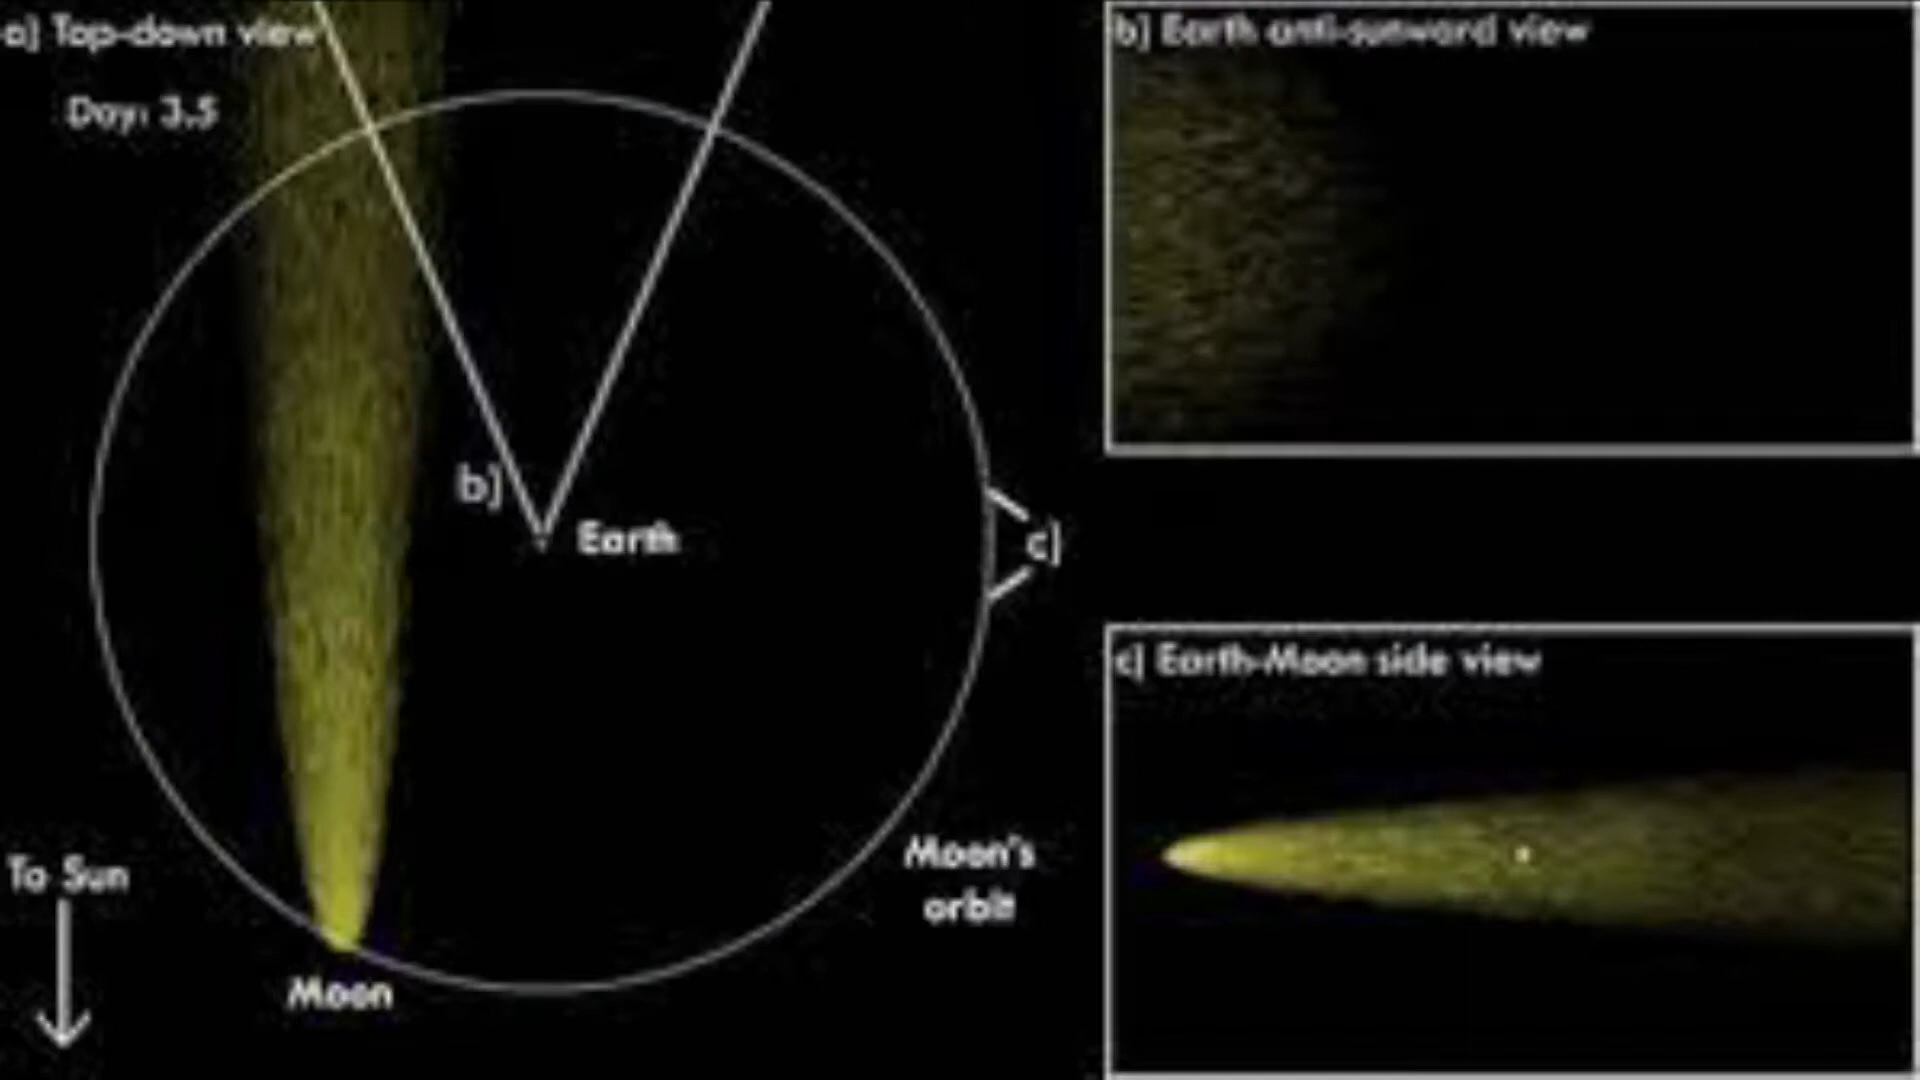 a) Top-down view
Day: 3.5
b)
Earth
c)
Moon's
orbit
To Sun
Moon
b) Earth anti-sunward view
c) Earth-Moon side view